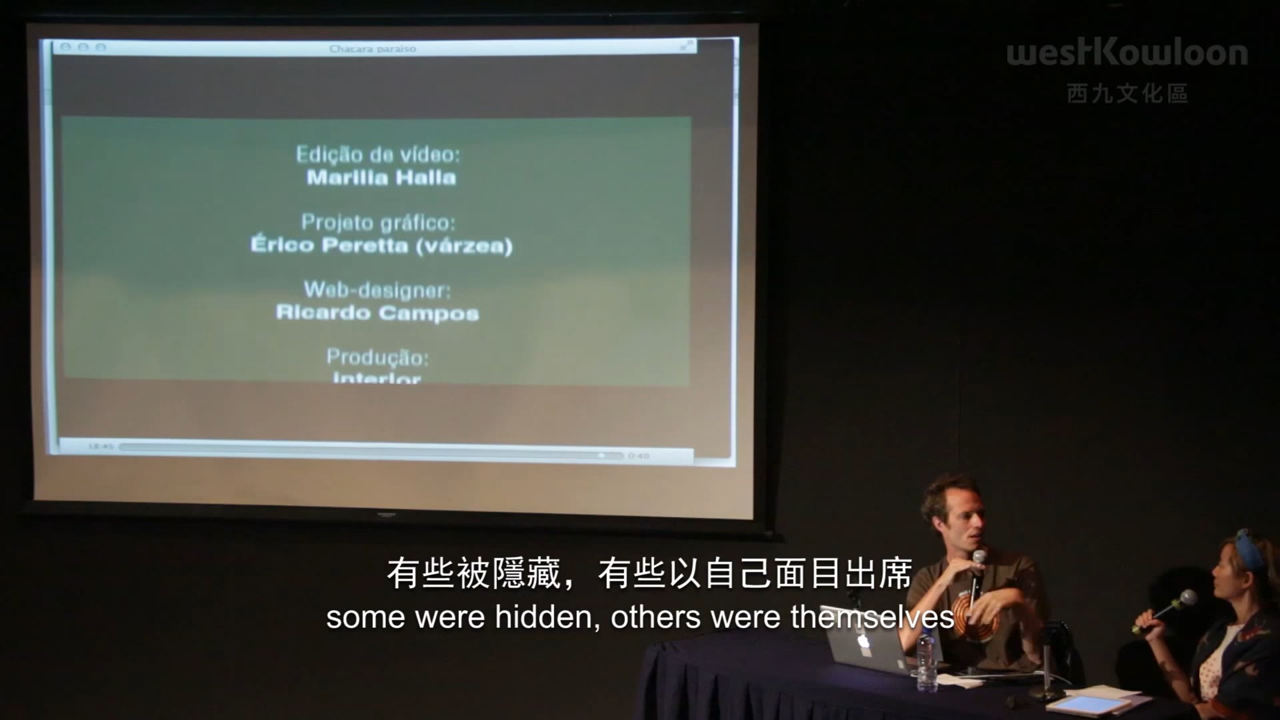 Chacara paraiso
westKowloon
西九文化區
Edição de vídeo:
Marilia Halla
Projeto gráfico:
Érico Peretta (várzea)
Web-designer:
Ricardo Campos
Produção:
interior
0:40
有些被隱藏，有些以自己面目出席
some were hidden, others were themselves